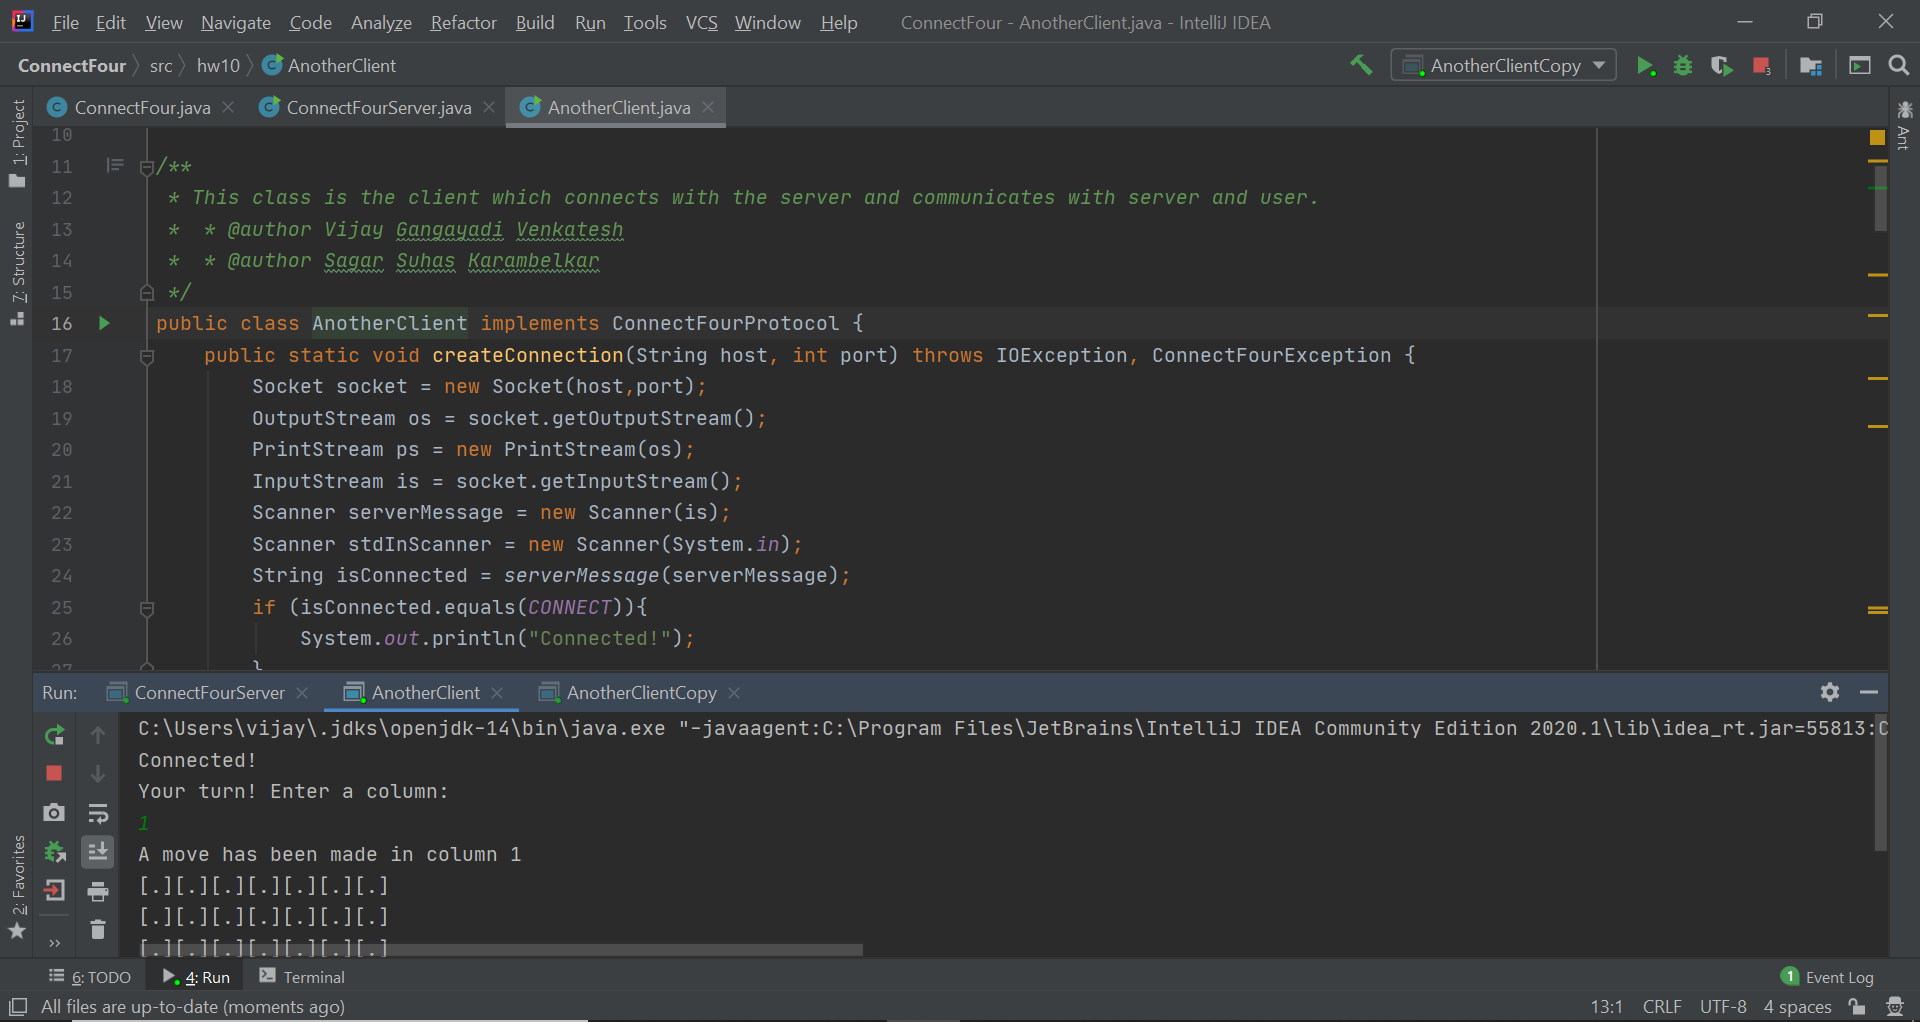 File Edit View Navigate Code Analyze Refactor Build Run Tools VCS Window Help ConnectFour - AnotherClient.java - IntelliJ IDEA
ConnectFour src hw10 AnotherClient AnotherClientCopy 3
ConnectFour.java ConnectFourServer.java AnotherClient.java
1: Project
7: Structure
2: Favorites
Ant
10
11 /**
12 * This class is the client which connects with the server and communicates with server and user.
13 * * @author Vijay Gangayadi Venkatesh
14 * * @author Sagar Suhas Karambelkar
15 */
16 public class AnotherClient implements ConnectFourProtocol {
17 public static void createConnection(String host, int port) throws IOException, ConnectFourException {
18 Socket socket = new Socket(host,port);
19 OutputStream os = socket.getOutputStream();
20 PrintStream ps = new PrintStream(os);
21 InputStream is = socket.getInputStream();
22 Scanner serverMessage = new Scanner(is);
23 Scanner stdInScanner = new Scanner(System.in);
24 String isConnected = serverMessage(serverMessage);
25 if (isConnected.equals(CONNECT)){
26 System.out.println("Connected!");
27 }
Run: ConnectFourServer AnotherClient AnotherClientCopy
C:\Users\vijay\.jdks\openjdk-14\bin\java.exe "-javaagent:C:\Program Files\JetBrains\IntelliJ IDEA Community Edition 2020.1\lib\idea_rt.jar=55813:C
Connected!
Your turn! Enter a column:
1
A move has been made in column 1
[.][.][.][.][.][.][.]
[.][.][.][.][.][.][.]
[.][.][.][.][.][.][.]
6: TODO 4: Run Terminal 1 Event Log
All files are up-to-date (moments ago) 13:1 CRLF UTF-8 4 spaces